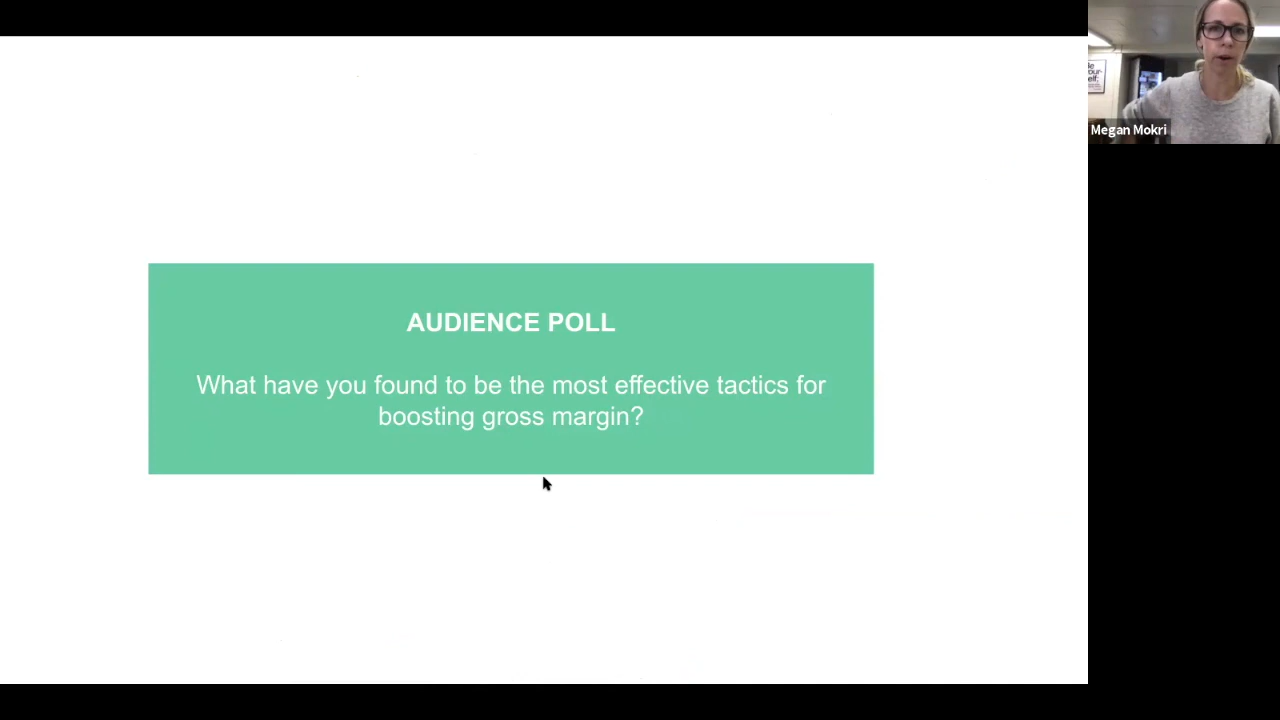 AUDIENCE POLL
What have you found to be the most effective tactics for
boosting gross margin?
Megan Mokri